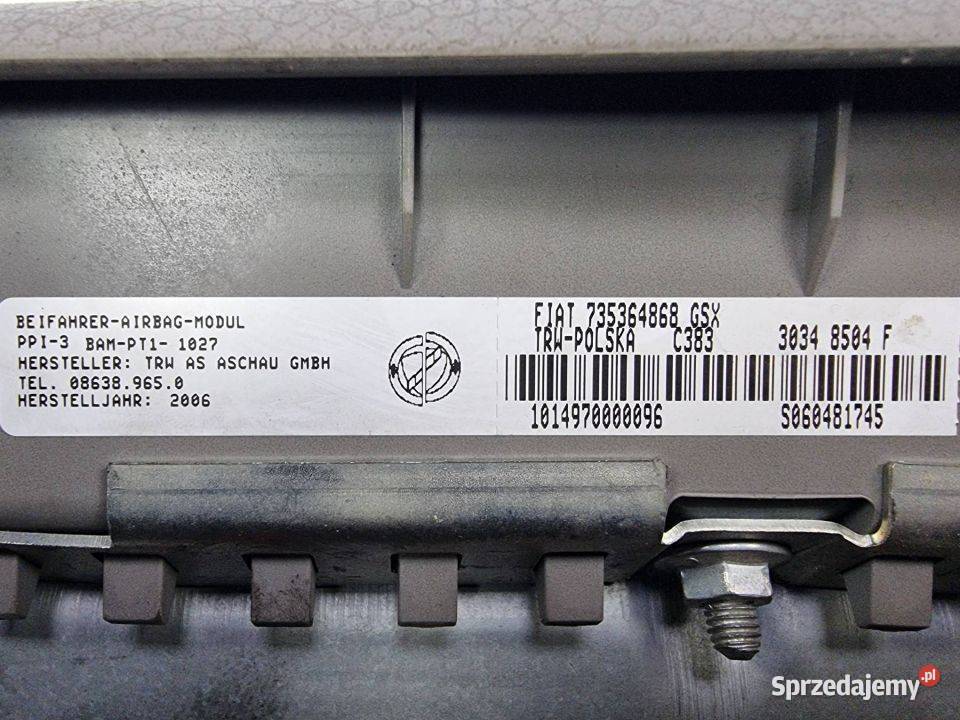 BEIFAHRER-AIRBAG-MODUL
PPI-3 BAM-PT1- 1027
HERSTELLER: TRW AS ASCHAU GMBH
TEL. 08638.965.0
HERSTELLJAHR: 2006
FIAT 735364868 GSX
TRW-POLSKA C383 3034 8504 F
1014970000096 S060481745
Sprzedajemy.pl